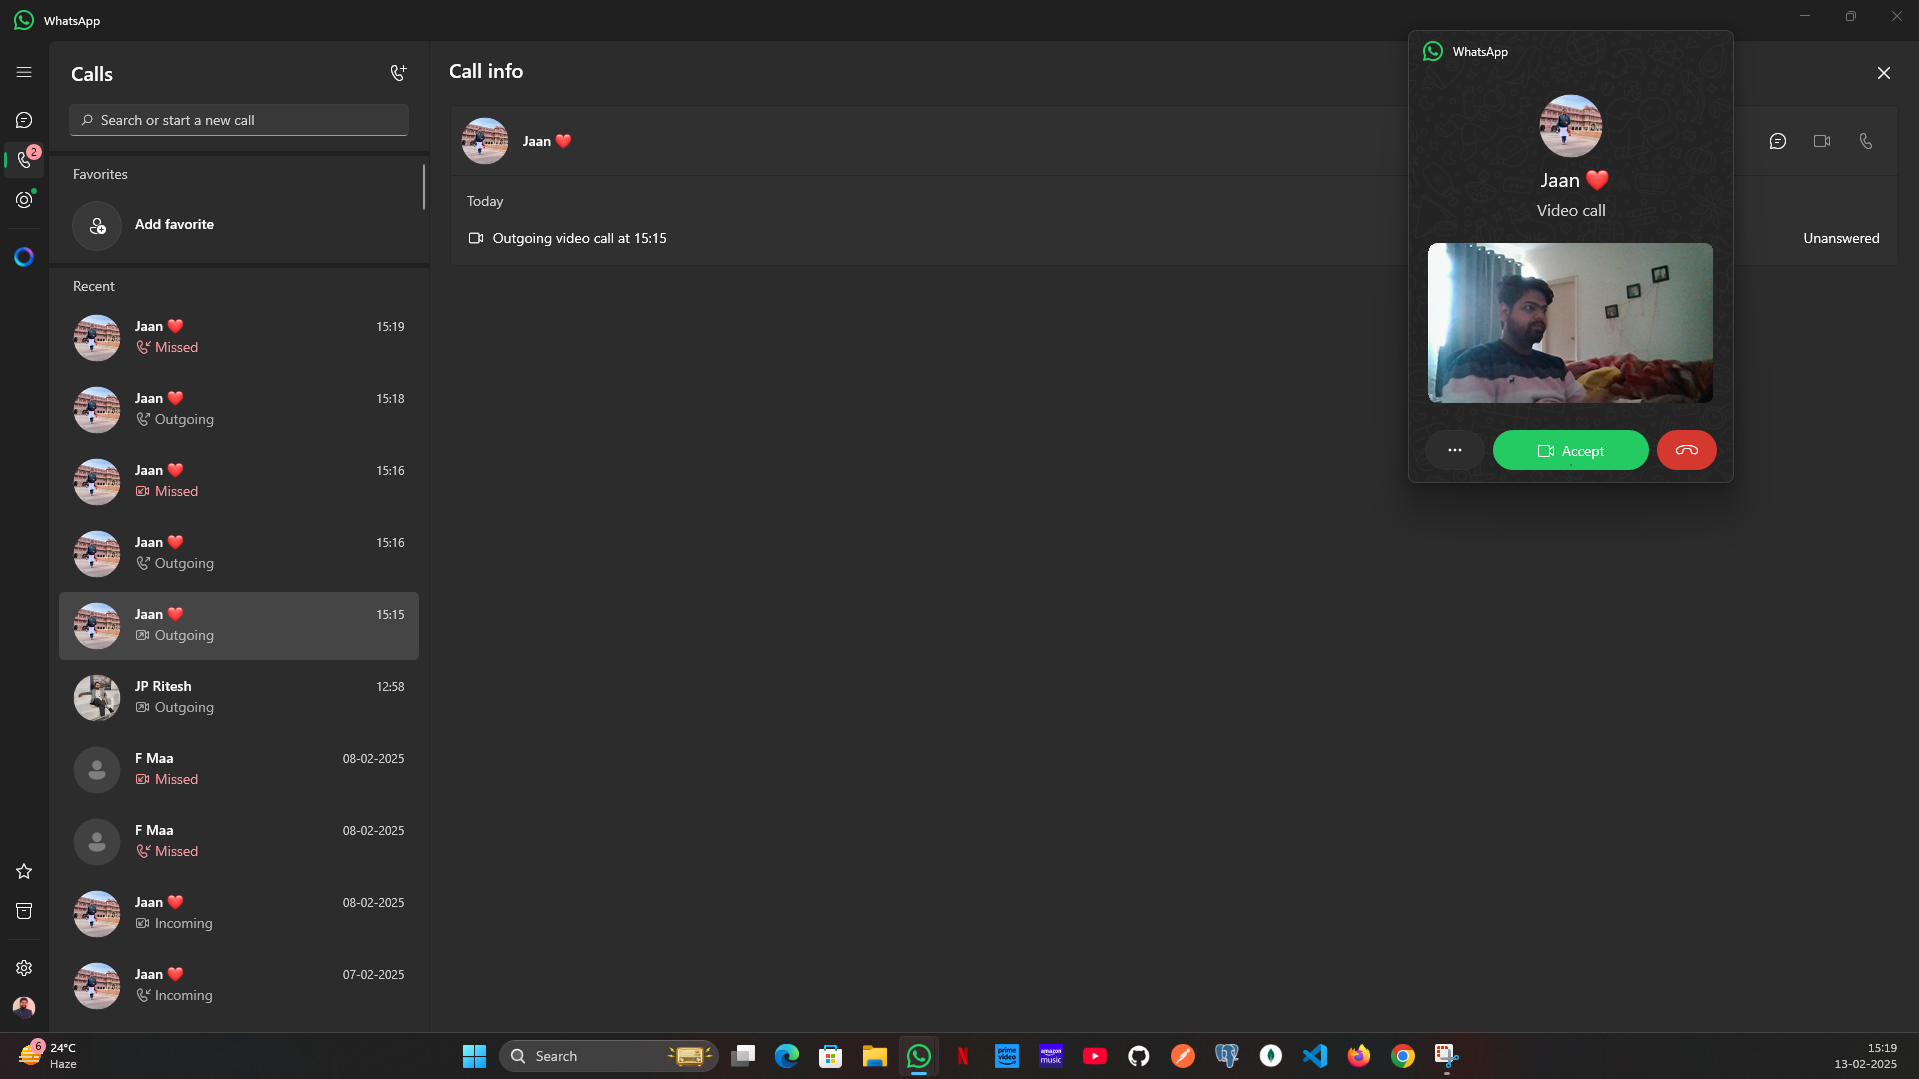 WhatsApp
Calls
Search or start a new call
2
Favorites
Add favorite
Recent
Jaan ❤️ 15:19
Missed
Jaan ❤️ 15:18
Outgoing
Jaan ❤️ 15:16
Missed
Jaan ❤️ 15:16
Outgoing
Jaan ❤️ 15:15
Outgoing
JP Ritesh 12:58
Outgoing
F Maa 08-02-2025
Missed
F Maa 08-02-2025
Missed
Jaan ❤️ 08-02-2025
Incoming
Jaan ❤️ 07-02-2025
Incoming
Call info
Jaan ❤️
Today
Outgoing video call at 15:15
Unanswered
WhatsApp
Jaan ❤️
Video call
Accept
6
24°C
Haze
Search
prime video
amazon music
15:19
13-02-2025